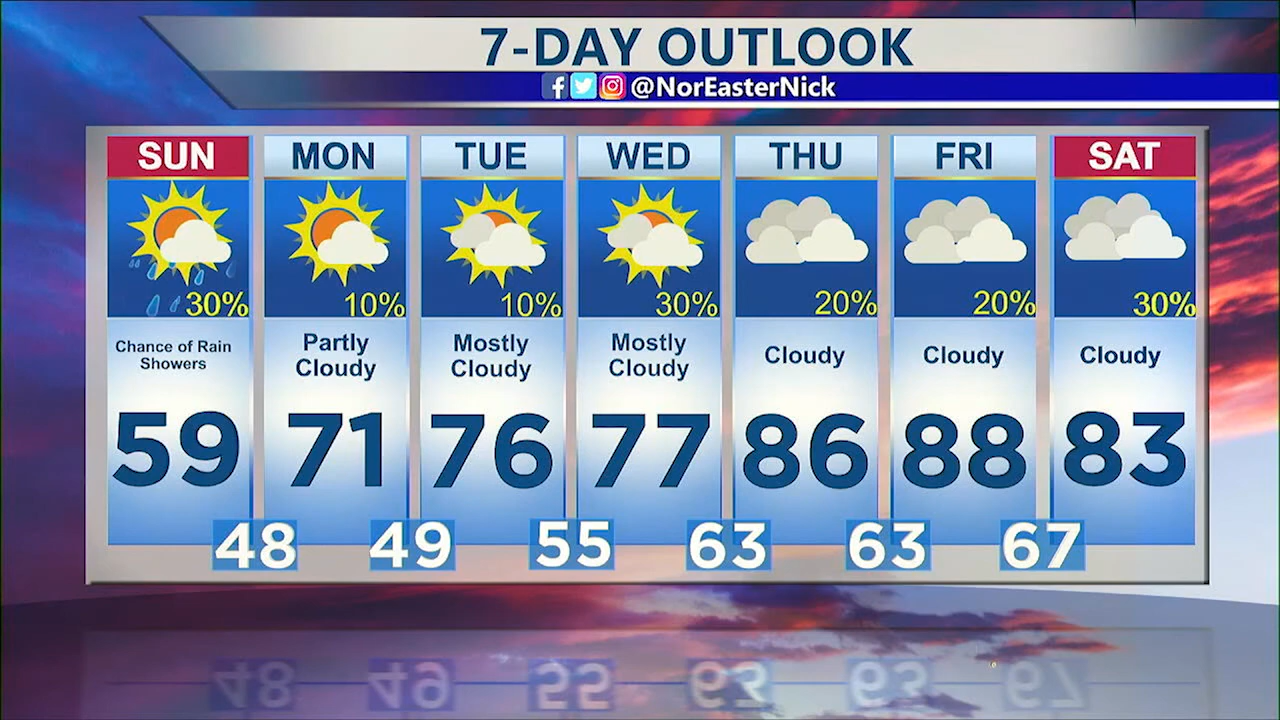 7-DAY OUTLOOK
@NorEasterNick
SUN MON TUE WED THU FRI SAT
30% 10% 10% 30% 20% 20% 30%
Chance of Rain
Showers
Partly
Cloudy
Mostly
Cloudy
Mostly
Cloudy
Cloudy
Cloudy
Cloudy
59 71 76 77 86 88 83
48 49 55 63 63 67